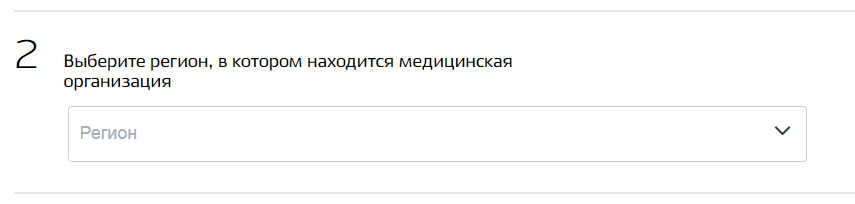 2
Выберите регион, в котором находится медицинская
организация
Регион